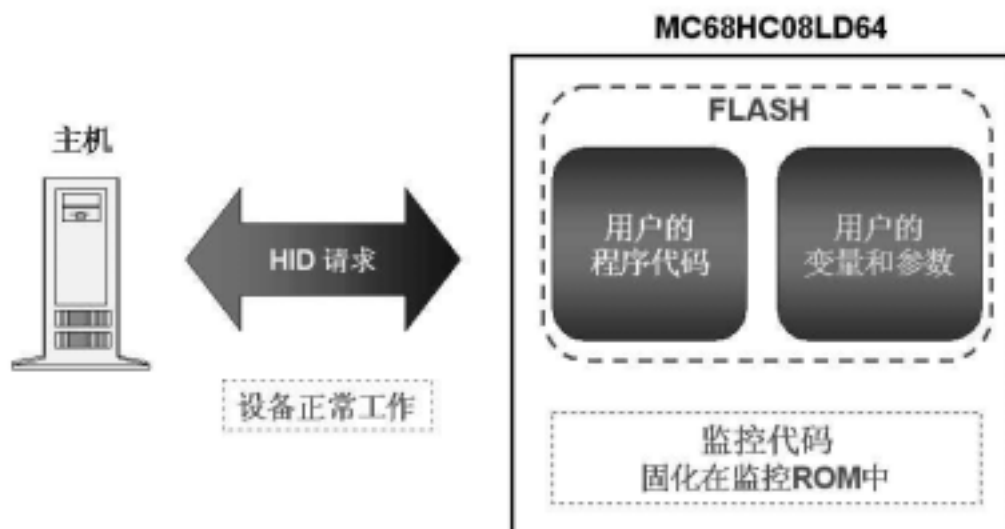 MC68HC08LD64
主机
FLASH
HID 请求
用户的
程序代码
用户的
变量和参数
设备正常工作
监控代码
固化在监控ROM中